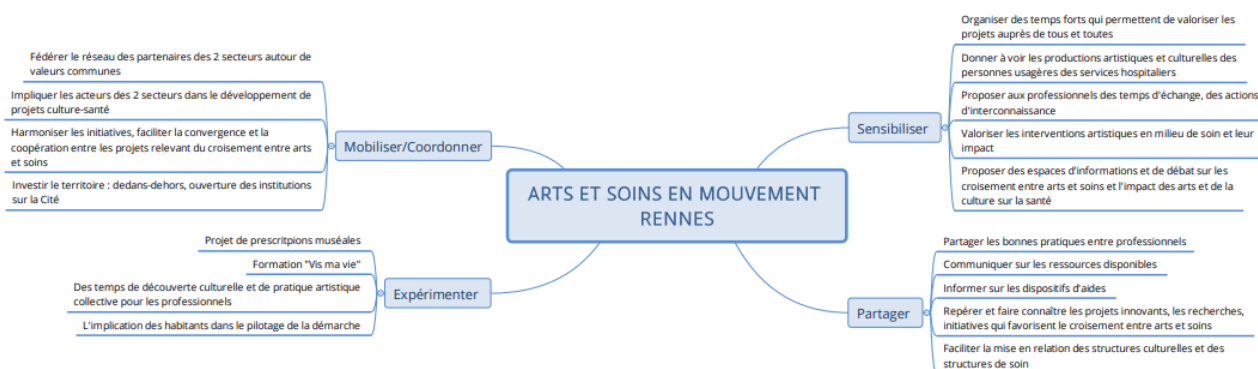 ARTS ET SOINS EN MOUVEMENT
RENNES
Mobiliser/Coordonner
Fédérer le réseau des partenaires des 2 secteurs autour de
valeurs communes
Impliquer les acteurs des 2 secteurs dans le développement de
projets culture-santé
Harmoniser les initiatives, faciliter la convergence et la
coopération entre les projets relevant du croisement entre arts
et soins
Investir le territoire : dedans-dehors, ouverture des institutions
sur la Cité
Expérimenter
Projet de prescritpions muséales
Formation "Vis ma vie"
Des temps de découverte culturelle et de pratique artistique
collective pour les professionnels
L'implication des habitants dans le pilotage de la démarche
Sensibiliser
Organiser des temps forts qui permettent de valoriser les
projets auprès de tous et toutes
Donner à voir les productions artistiques et culturelles des
personnes usagères des services hospitaliers
Proposer aux professionnels des temps d'échange, des actions
d'interconnaissance
Valoriser les interventions artistiques en milieu de soin et leur
impact
Proposer des espaces d'informations et de débat sur les
croisement entre arts et soins et l'impact des arts et de la
culture sur la santé
Partager
Partager les bonnes pratiques entre professionnels
Communiquer sur les ressources disponibles
Informer sur les dispositifs d'aides
Repérer et faire connaître les projets innovants, les recherches,
initiatives qui favorisent le croisement entre arts et soins
Faciliter la mise en relation des structures culturelles et des
structures de soin